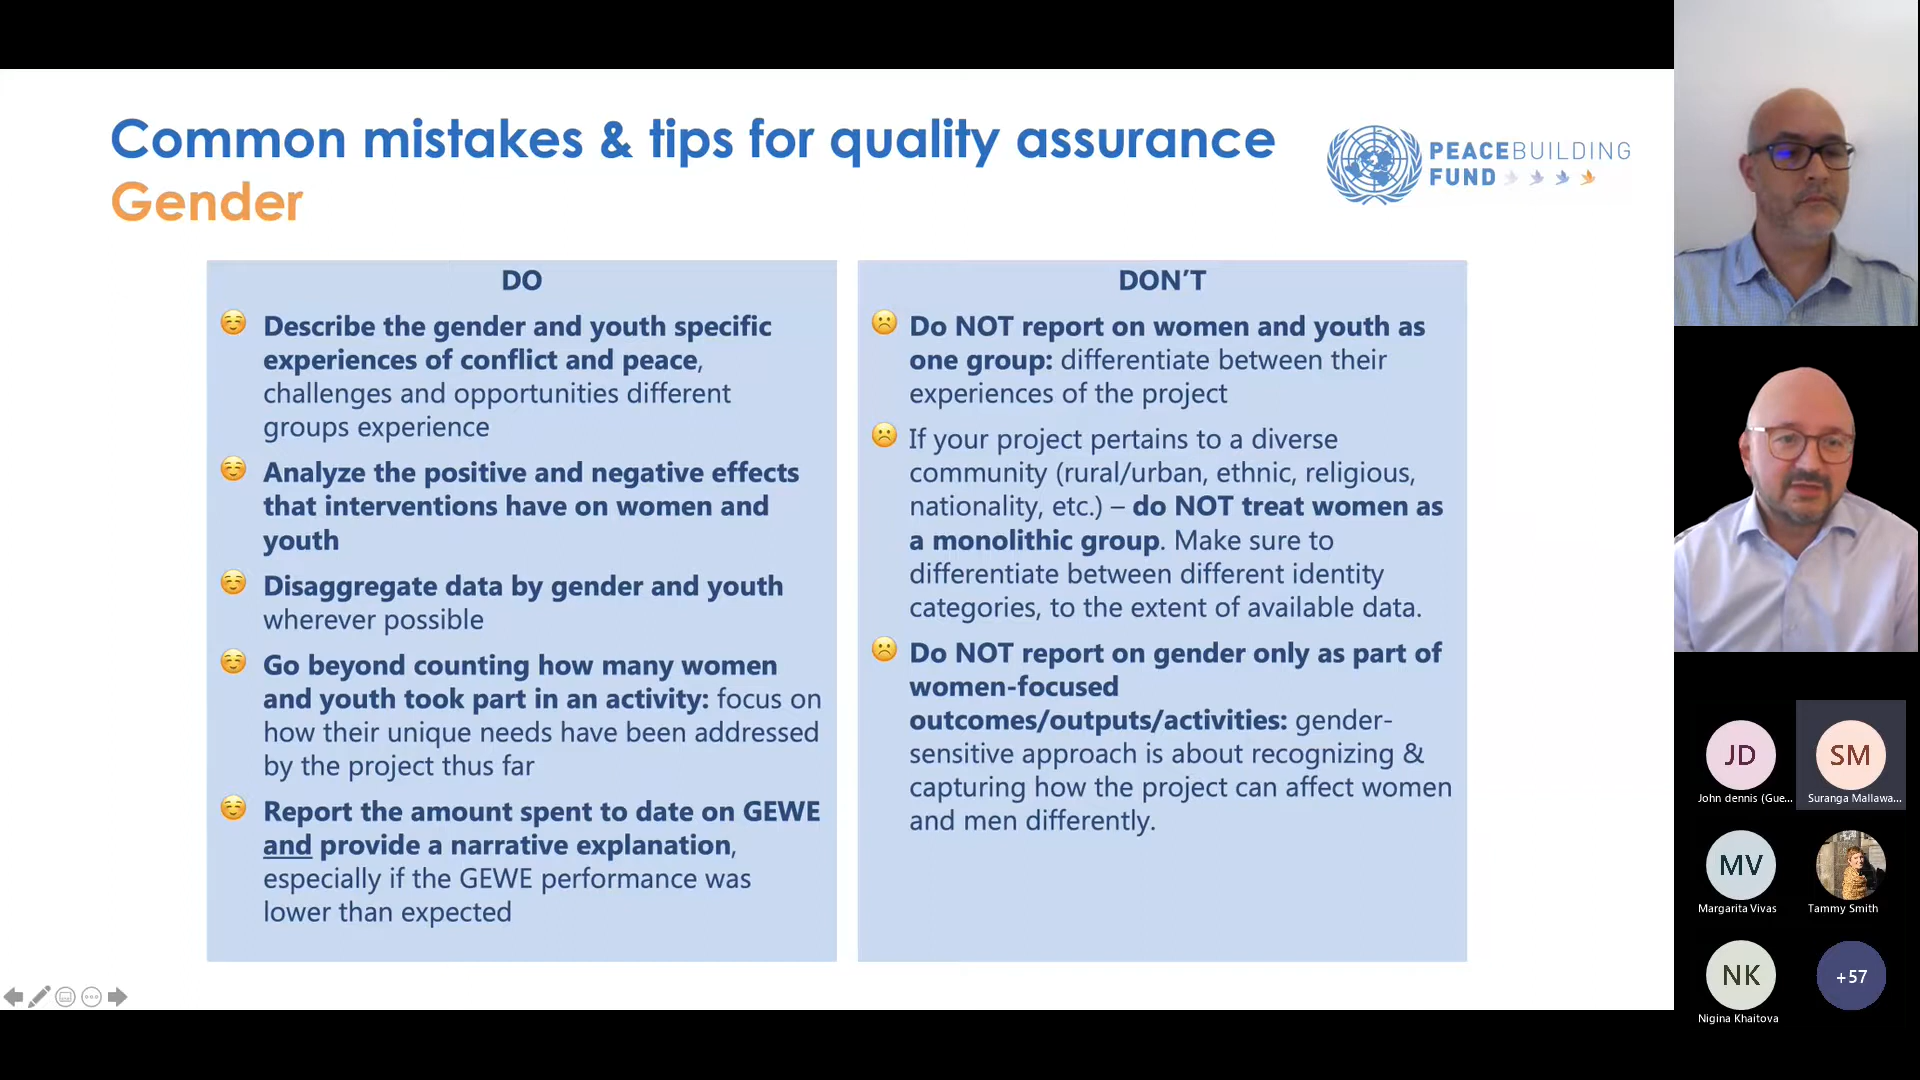 Common mistakes & tips for quality assurance
Gender
PEACEBUILDING
FUND
DO
Describe the gender and youth specific
experiences of conflict and peace,
challenges and opportunities different
groups experience
Analyze the positive and negative effects
that interventions have on women and
youth
Disaggregate data by gender and youth
wherever possible
Go beyond counting how many women
and youth took part in an activity: focus on
how their unique needs have been addressed
by the project thus far
Report the amount spent to date on GEWE
and provide a narrative explanation,
especially if the GEWE performance was
lower than expected
DON'T
Do NOT report on women and youth as
one group: differentiate between their
experiences of the project
If your project pertains to a diverse
community (rural/urban, ethnic, religious,
nationality, etc.) – do NOT treat women as
a monolithic group. Make sure to
differentiate between different identity
categories, to the extent of available data.
Do NOT report on gender only as part of
women-focused
outcomes/outputs/activities: gender-
sensitive approach is about recognizing &
capturing how the project can affect women
and men differently.
JD
John dennis (Gue...
SM
Suranga Mallawa...
MV
Margarita Vivas
Tammy Smith
NK
Nigina Khaitova
+57